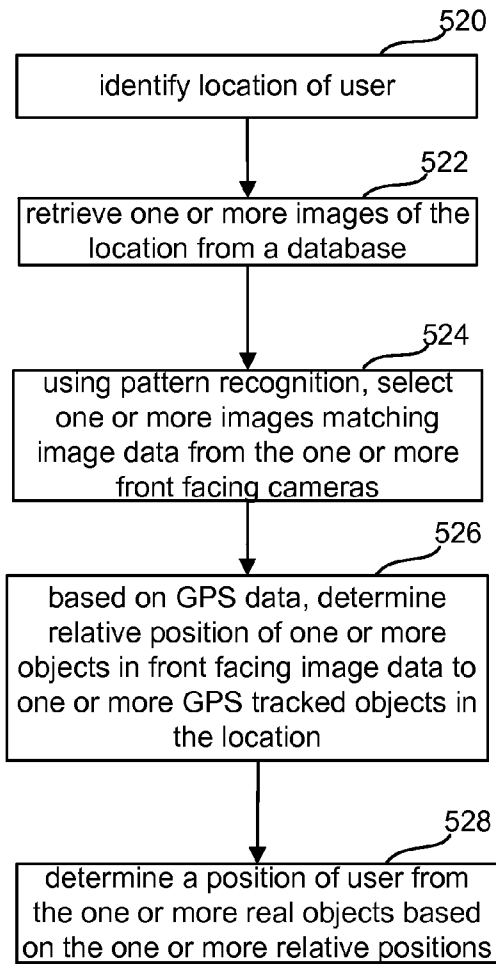 520
identify location of user
522
retrieve one or more images of the
location from a database
524
using pattern recognition, select
one or more images matching
image data from the one or more
front facing cameras
526
based on GPS data, determine
relative position of one or more
objects in front facing image data to
one or more GPS tracked objects in
the location
528
determine a position of user from
the one or more real objects based
on the one or more relative positions